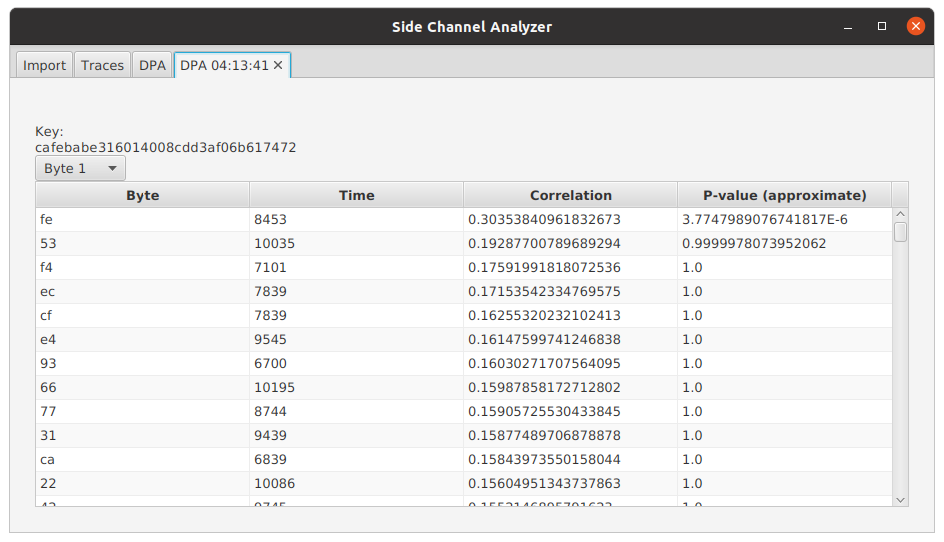 Side Channel Analyzer
Import Traces DPA DPA 04:13:41
Key:
cafebabe316014008cdd3af06b617472
Byte 1
Byte Time Correlation P-value (approximate)
fe 8453 0.30353840961832673 3.7747989076741817E-6
53 10035 0.19287700789689294 0.9999978073952062
f4 7101 0.17591991818072536 1.0
ec 7839 0.17153542334769575 1.0
cf 7839 0.16255320232102413 1.0
e4 9545 0.16147599741246838 1.0
93 6700 0.16030271707564095 1.0
66 10195 0.15987858172712802 1.0
77 8744 0.15905725530433845 1.0
31 9439 0.15877489706878878 1.0
ca 6839 0.15843973550158044 1.0
22 10086 0.15604951343737863 1.0